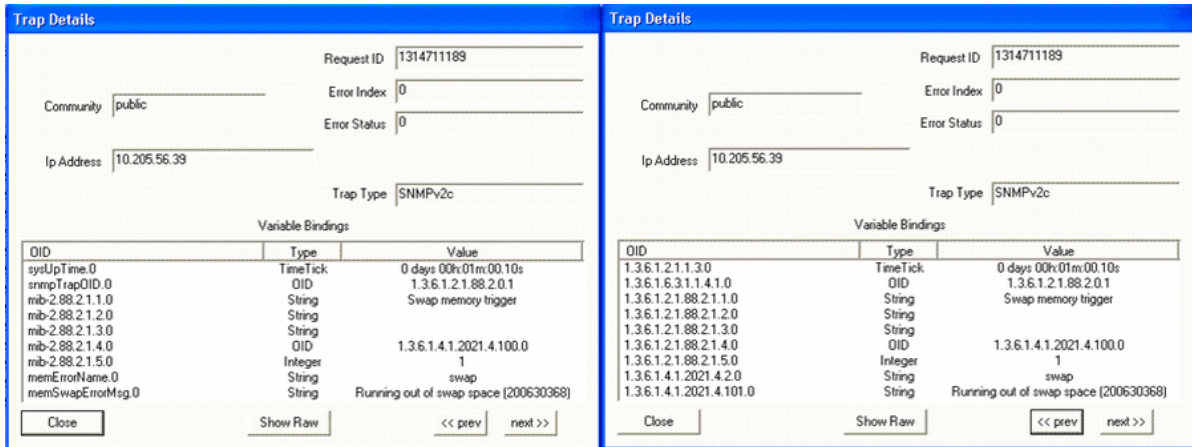 Trap Details
Request ID 1314711189
Community public
Error Index 0
Error Status 0
Ip Address 10.205.56.39
Trap Type SNMPv2c
Variable Bindings
OID Type Value
sysUpTime.0 TimeTick 0 days 00h:01m:00.10s
snmpTrapOID.0 OID 1.3.6.1.2.1.88.2.0.1
mib-2.88.2.1.1.0 String Swap memory trigger
mib-2.88.2.1.2.0 String
mib-2.88.2.1.3.0 String
mib-2.88.2.1.4.0 OID 1.3.6.1.4.1.2021.4.100.0
mib-2.88.2.1.5.0 Integer 1
memErrorName.0 String swap
memSwapErrorMsg.0 String Running out of swap space (200630368)
Close Show Raw << prev next >>
Trap Details
Request ID 1314711189
Community public
Error Index 0
Error Status 0
Ip Address 10.205.56.39
Trap Type SNMPv2c
Variable Bindings
OID Type Value
1.3.6.1.2.1.1.3.0 TimeTick 0 days 00h:01m:00.10s
1.3.6.1.6.3.1.1.4.1.0 OID 1.3.6.1.2.1.88.2.0.1
1.3.6.1.2.1.88.2.1.1.0 String Swap memory trigger
1.3.6.1.2.1.88.2.1.2.0 String
1.3.6.1.2.1.88.2.1.3.0 String
1.3.6.1.2.1.88.2.1.4.0 OID 1.3.6.1.4.1.2021.4.100.0
1.3.6.1.2.1.88.2.1.5.0 Integer 1
1.3.6.1.4.1.2021.4.2.0 String swap
1.3.6.1.4.1.2021.4.101.0 String Running out of swap space (200630368)
Close Show Raw << prev next >>